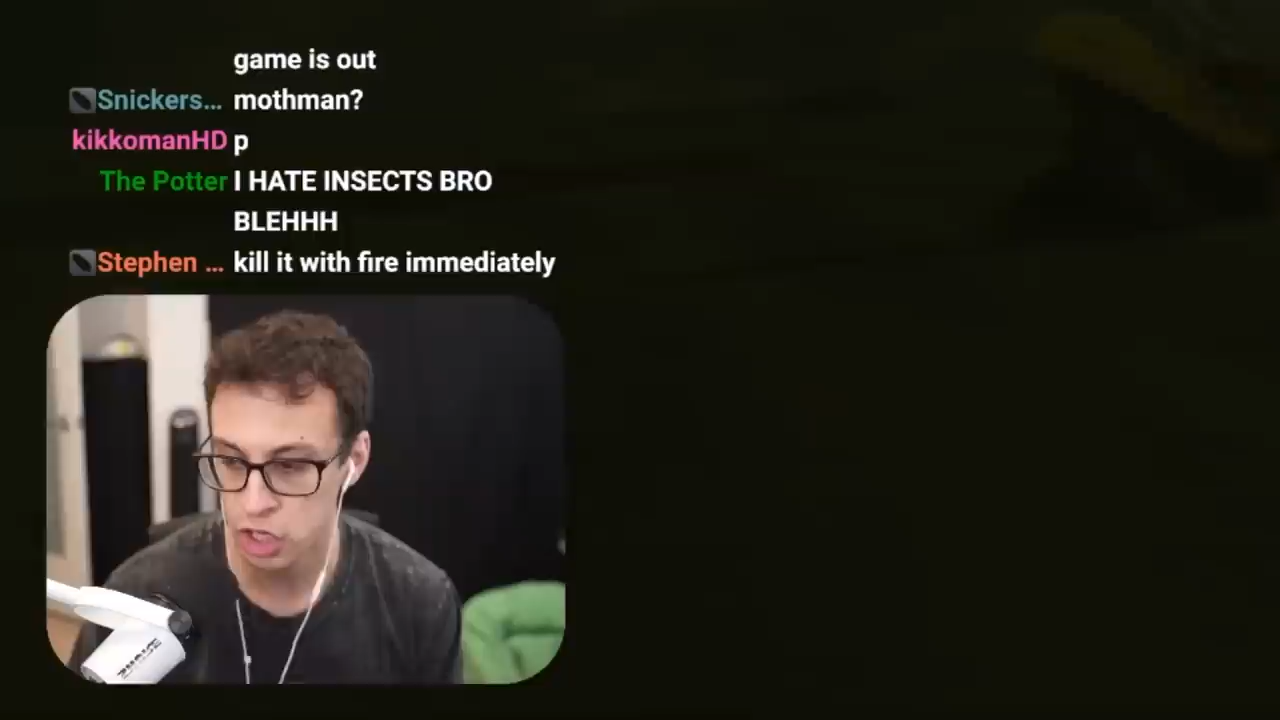 game is out
Snickers... mothman?
kikkomanHD p
The Potter I HATE INSECTS BRO
BLEHHH
Stephen ... kill it with fire immediately